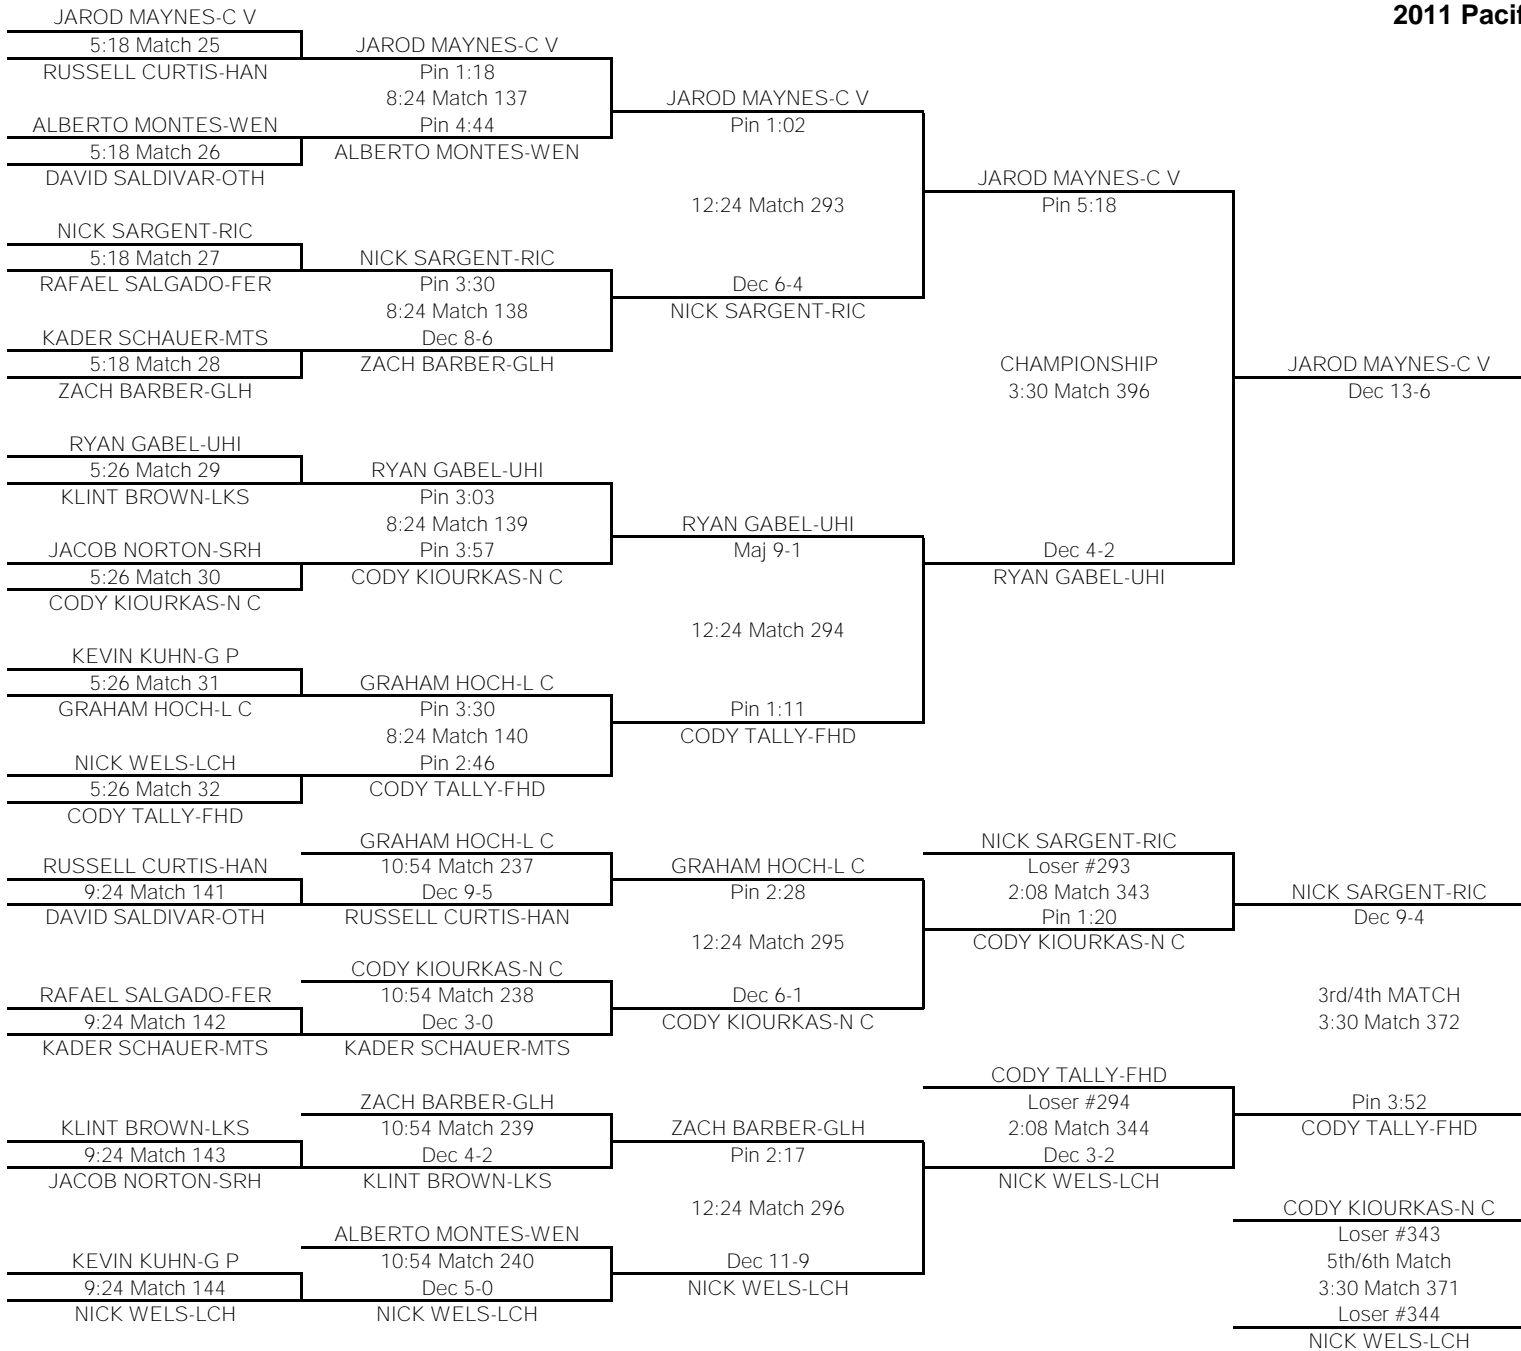 2011 Pacif
JAROD MAYNES-C V
5:18 Match 25
RUSSELL CURTIS-HAN
ALBERTO MONTES-WEN
5:18 Match 26
DAVID SALDIVAR-OTH
NICK SARGENT-RIC
5:18 Match 27
RAFAEL SALGADO-FER
KADER SCHAUER-MTS
5:18 Match 28
ZACH BARBER-GLH
RYAN GABEL-UHI
5:26 Match 29
KLINT BROWN-LKS
JACOB NORTON-SRH
5:26 Match 30
CODY KIOURKAS-N C
KEVIN KUHN-G P
5:26 Match 31
GRAHAM HOCH-L C
NICK WELS-LCH
5:26 Match 32
CODY TALLY-FHD
JAROD MAYNES-C V
Pin 1:18
8:24 Match 137
Pin 4:44
ALBERTO MONTES-WEN
NICK SARGENT-RIC
Pin 3:30
8:24 Match 138
Dec 8-6
ZACH BARBER-GLH
RYAN GABEL-UHI
Pin 3:03
8:24 Match 139
Pin 3:57
CODY KIOURKAS-N C
GRAHAM HOCH-L C
Pin 3:30
8:24 Match 140
Pin 2:46
CODY TALLY-FHD
JAROD MAYNES-C V
Pin 1:02
12:24 Match 293
Dec 6-4
NICK SARGENT-RIC
RYAN GABEL-UHI
Maj 9-1
12:24 Match 294
Pin 1:11
CODY TALLY-FHD
JAROD MAYNES-C V
Pin 5:18
CHAMPIONSHIP
3:30 Match 396
Dec 4-2
RYAN GABEL-UHI
JAROD MAYNES-C V
Dec 13-6
RUSSELL CURTIS-HAN
9:24 Match 141
DAVID SALDIVAR-OTH
RAFAEL SALGADO-FER
9:24 Match 142
KADER SCHAUER-MTS
KLINT BROWN-LKS
9:24 Match 143
JACOB NORTON-SRH
KEVIN KUHN-G P
9:24 Match 144
NICK WELS-LCH
GRAHAM HOCH-L C
10:54 Match 237
Dec 9-5
RUSSELL CURTIS-HAN
CODY KIOURKAS-N C
10:54 Match 238
Dec 3-0
KADER SCHAUER-MTS
ZACH BARBER-GLH
10:54 Match 239
Dec 4-2
KLINT BROWN-LKS
ALBERTO MONTES-WEN
10:54 Match 240
Dec 5-0
NICK WELS-LCH
GRAHAM HOCH-L C
Pin 2:28
12:24 Match 295
Dec 6-1
CODY KIOURKAS-N C
ZACH BARBER-GLH
Pin 2:17
12:24 Match 296
Dec 11-9
NICK WELS-LCH
NICK SARGENT-RIC
Loser #293
2:08 Match 343
Pin 1:20
CODY KIOURKAS-N C
CODY TALLY-FHD
Loser #294
2:08 Match 344
Dec 3-2
NICK WELS-LCH
NICK SARGENT-RIC
Dec 9-4
3rd/4th MATCH
3:30 Match 372
Pin 3:52
CODY TALLY-FHD
CODY KIOURKAS-N C
Loser #343
5th/6th Match
3:30 Match 371
Loser #344
NICK WELS-LCH